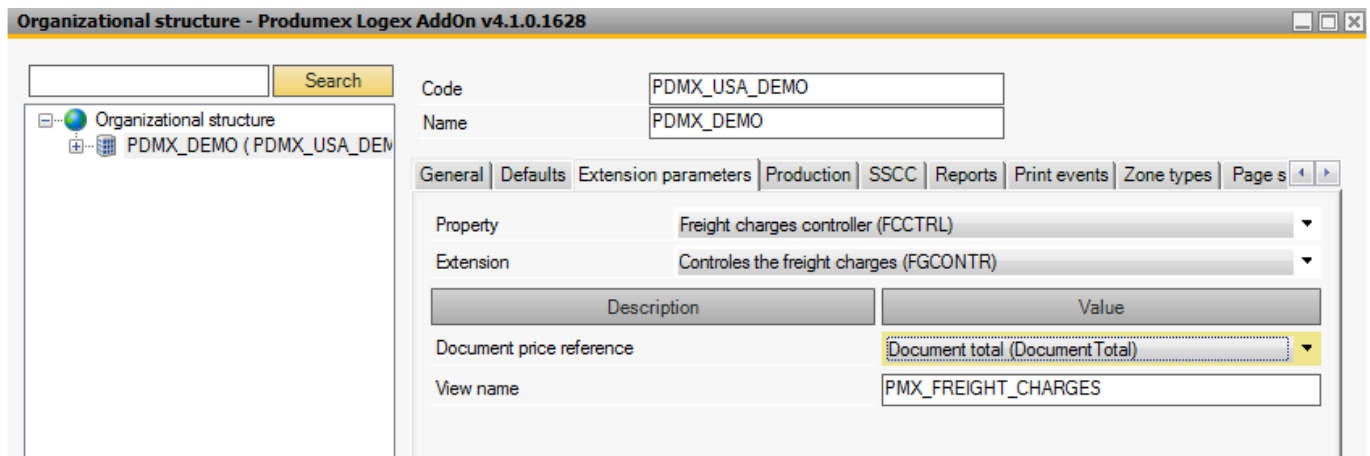 Organizational structure - Produmex Logex AddOn v4.1.0.1628
Search
Organizational structure
PDMX_DEMO ( PDMX_USA_DEM
Code PDMX_USA_DEMO
Name PDMX_DEMO
General Defaults Extension parameters Production SSCC Reports Print events Zone types Page s
Property Freight charges controller (FCCTRL)
Extension Controles the freight charges (FGCONTR)
Description Value
Document price reference Document total (DocumentTotal)
View name PMX_FREIGHT_CHARGES